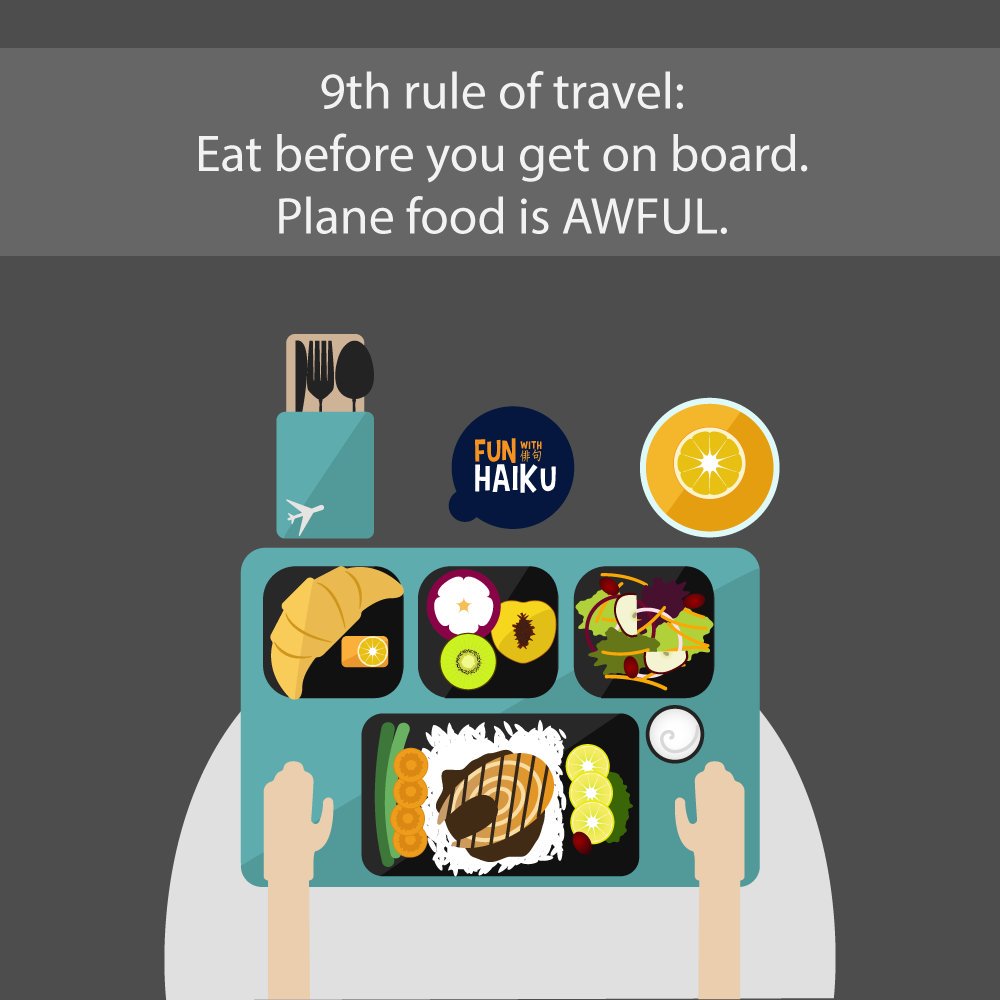 9th rule of travel:
Eat before you get on board.
Plane food is AWFUL.
FUN WITH
俳句
HAIKU